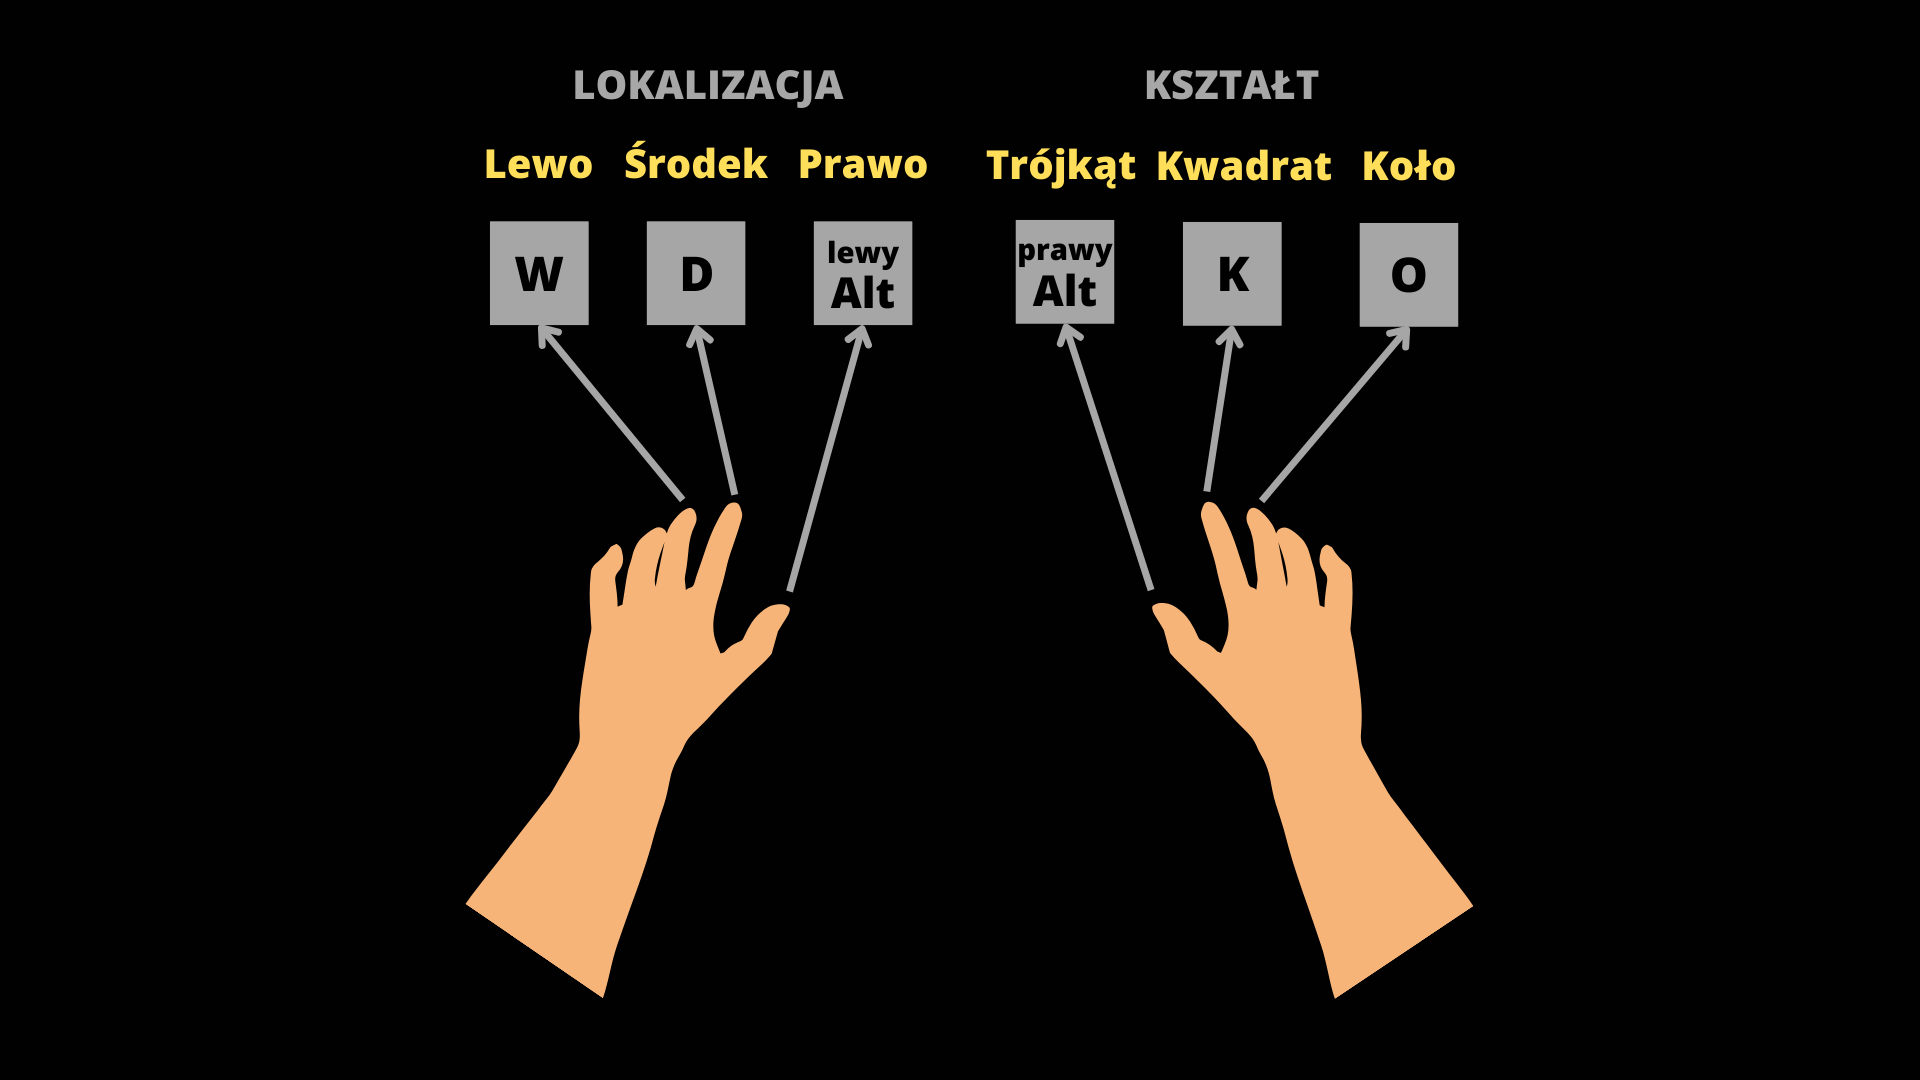 LOKALIZACJA KSZTAŁT
Lewo Środek Prawo Trójkąt Kwadrat Koło
W D lewy Alt prawy Alt K O